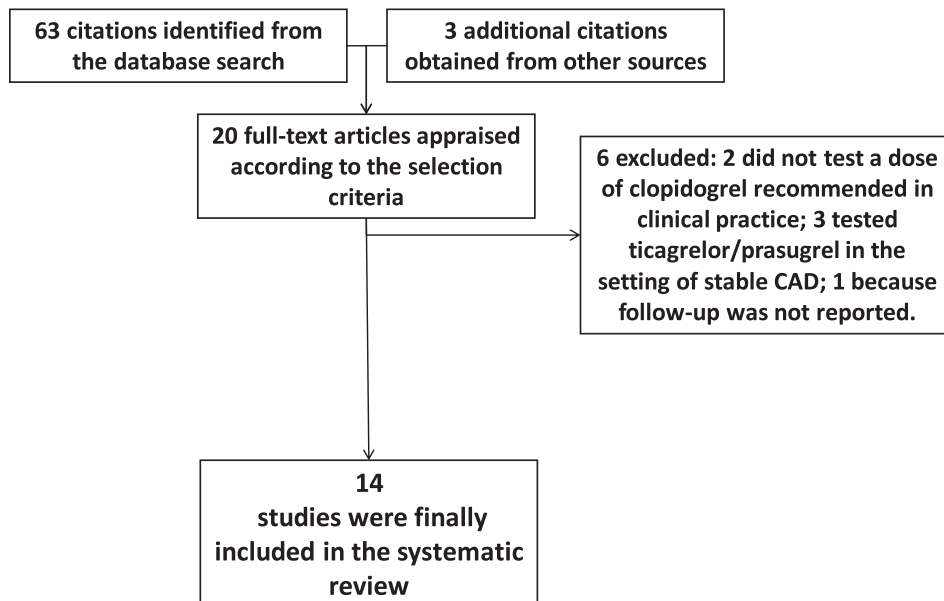 63 citations identified from
the database search
3 additional citations
obtained from other sources
20 full-text articles appraised
according to the selection
criteria
6 excluded: 2 did not test a dose
of clopidogrel recommended in
clinical practice; 3 tested
ticagrelor/prasugrel in the
setting of stable CAD; 1 because
follow-up was not reported.
14
studies were finally
included in the systematic
review